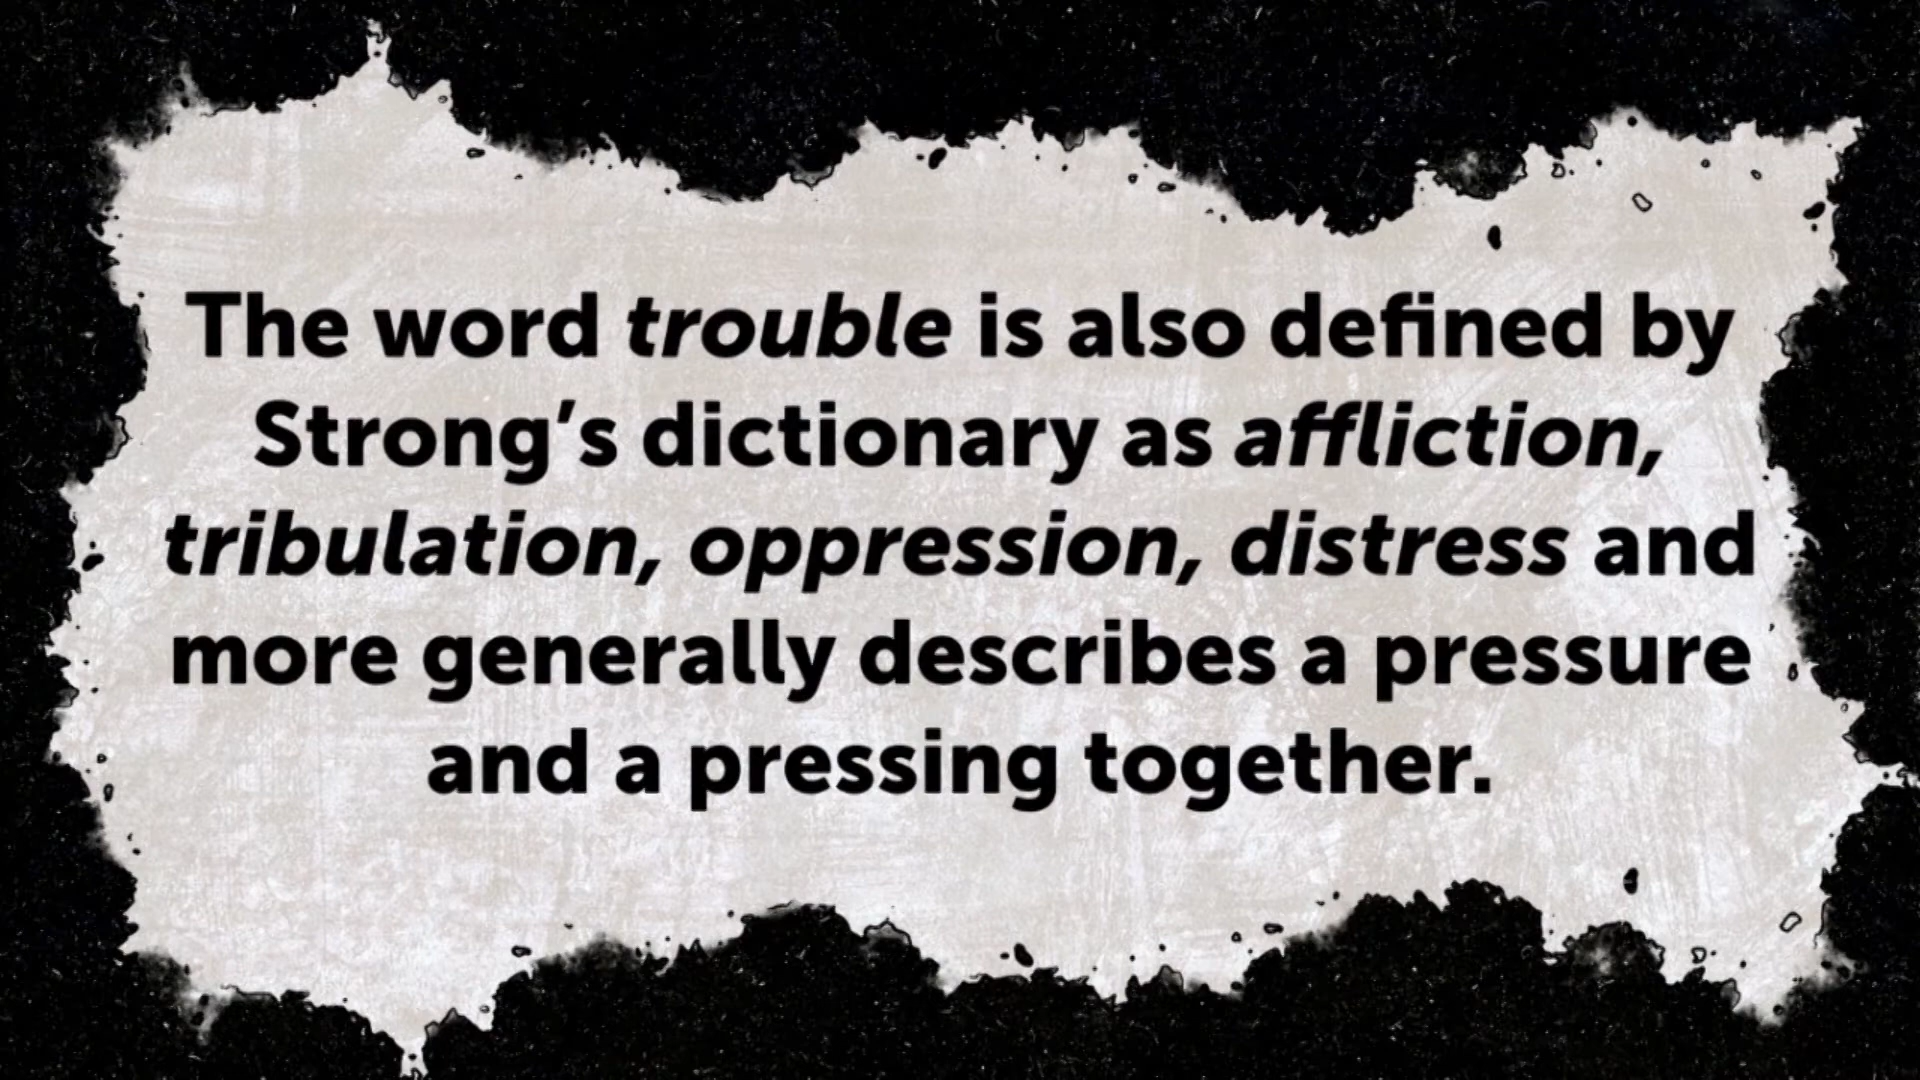 The word trouble is also defined by
Strong’s dictionary as affliction,
tribulation, oppression, distress and
more generally describes a pressure
and a pressing together.